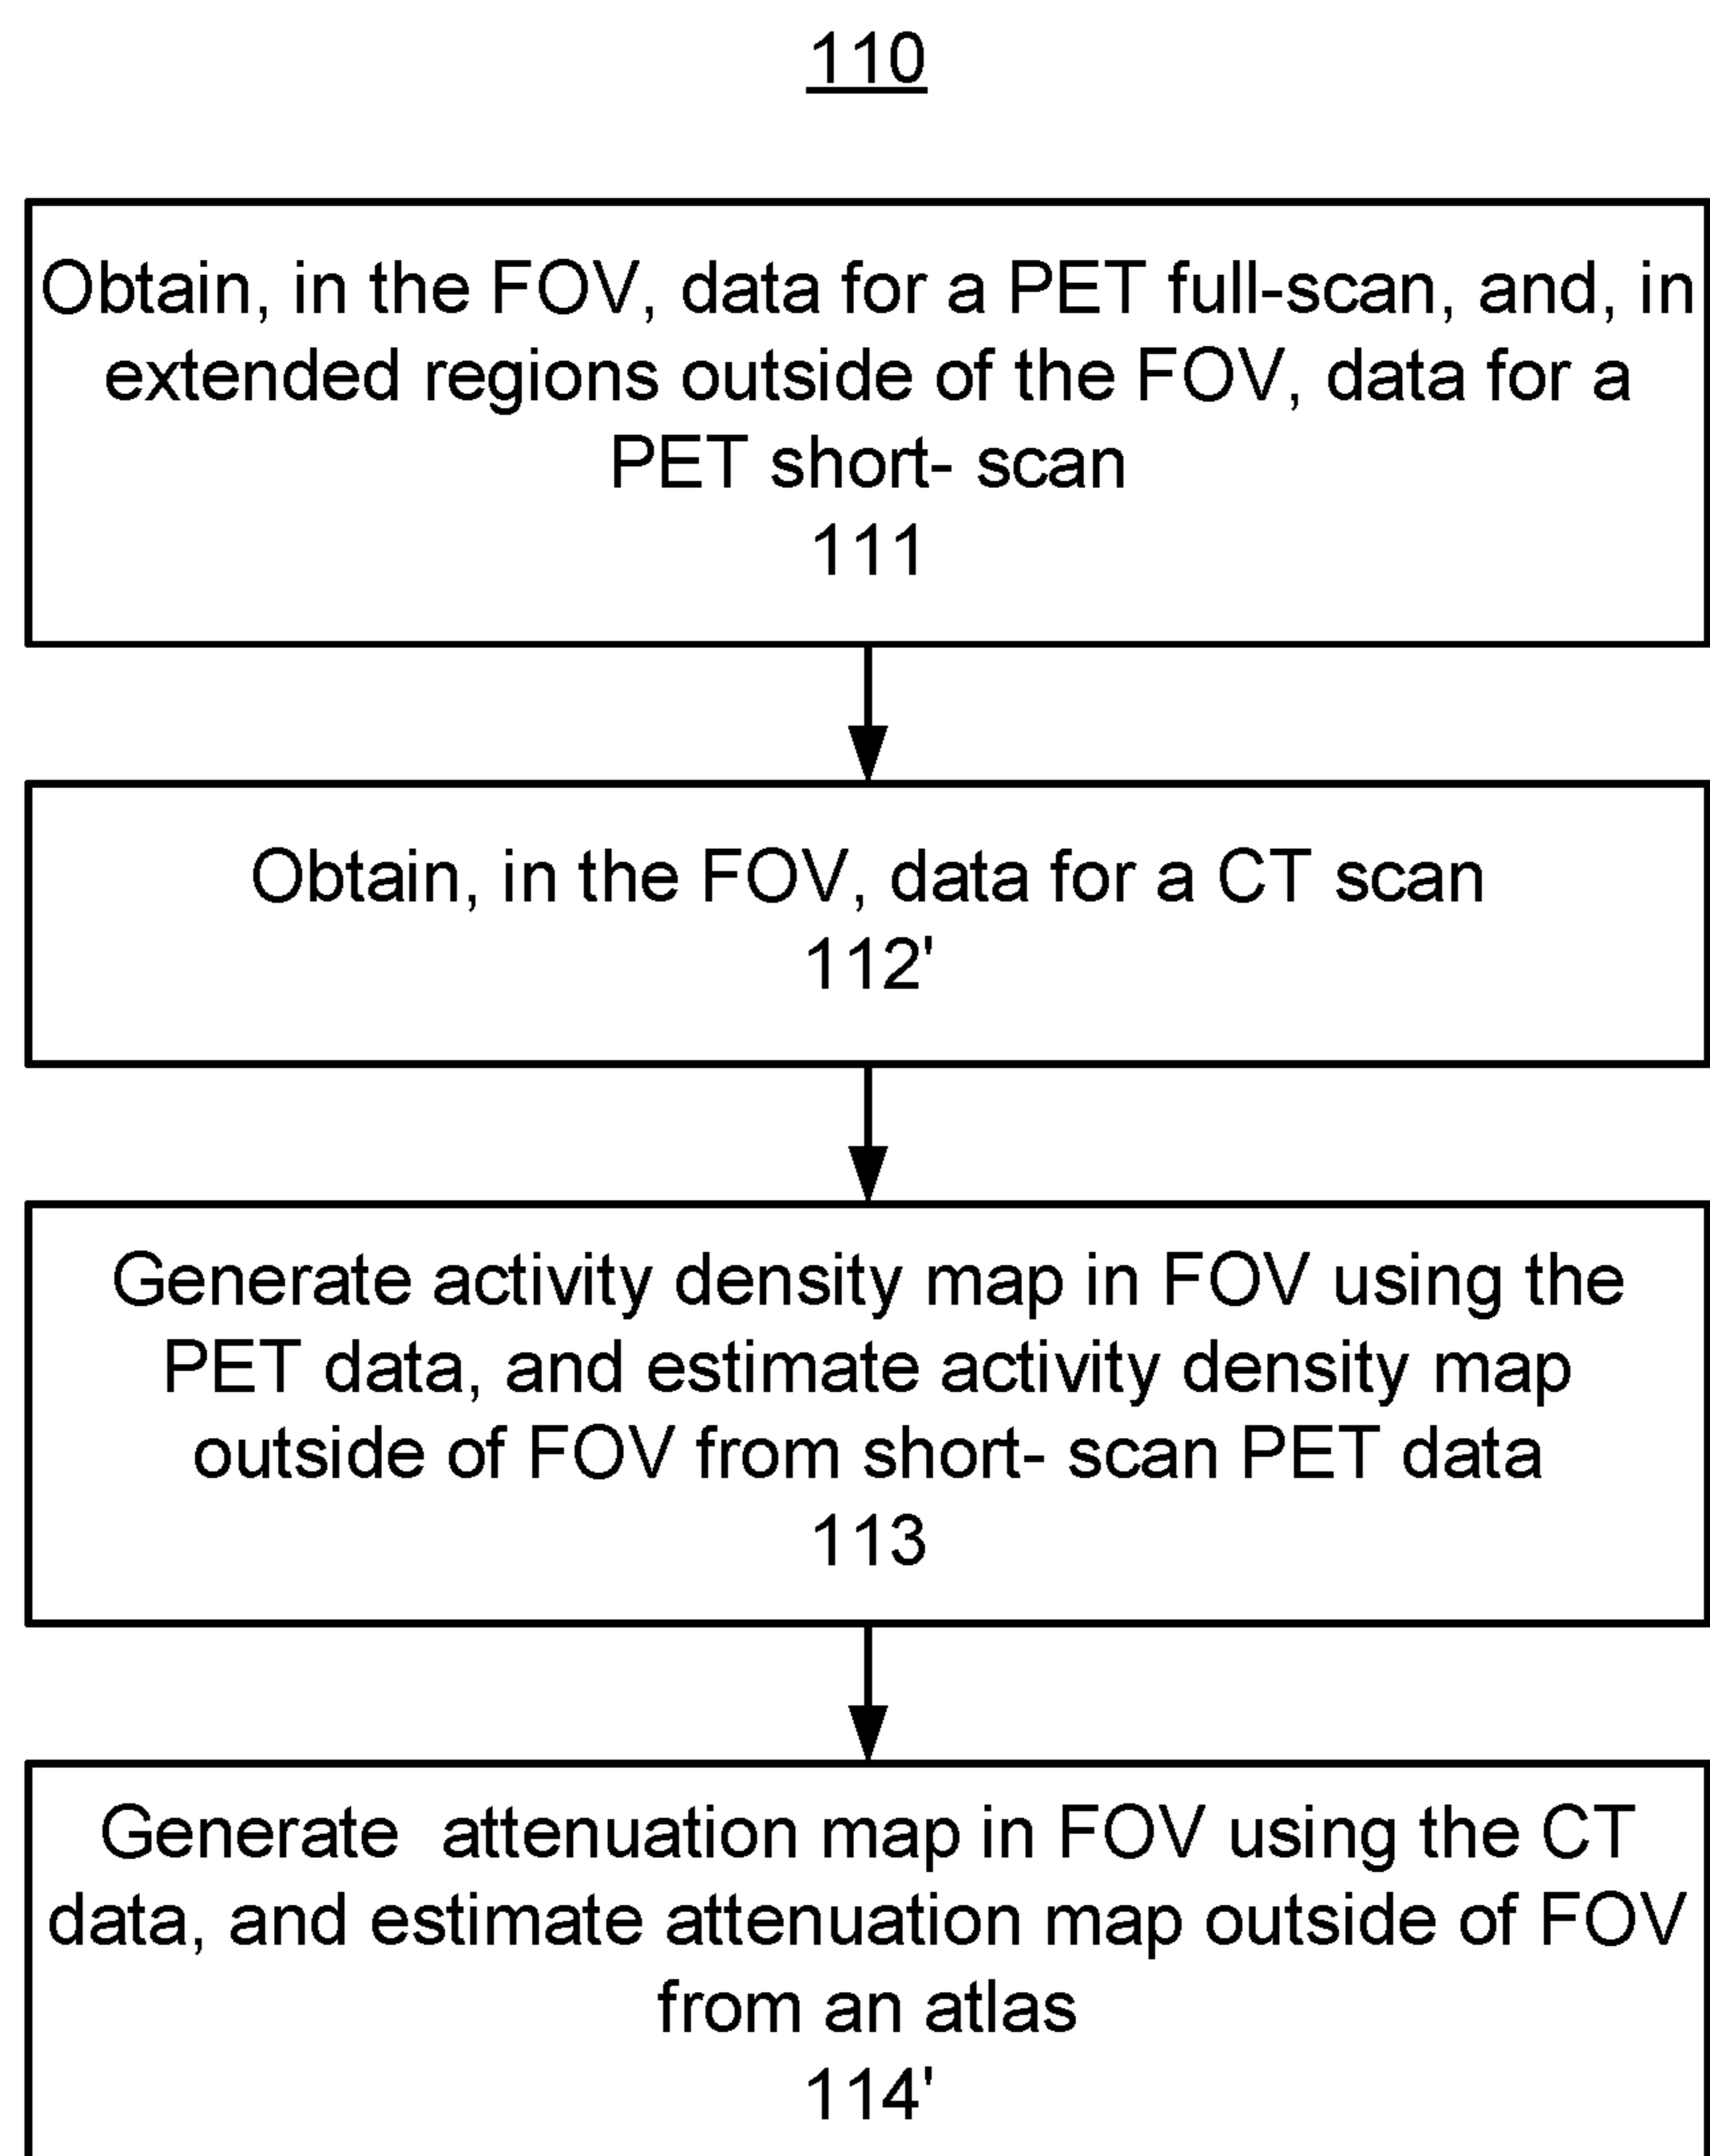 110
Obtain, in the FOV, data for a PET full-scan, and, in
extended regions outside of the FOV, data for a
PET short- scan
111
Obtain, in the FOV, data for a CT scan
112'
Generate activity density map in FOV using the
PET data, and estimate activity density map
outside of FOV from short- scan PET data
113
Generate  attenuation map in FOV using the CT
data, and estimate attenuation map outside of FOV
from an atlas
114'